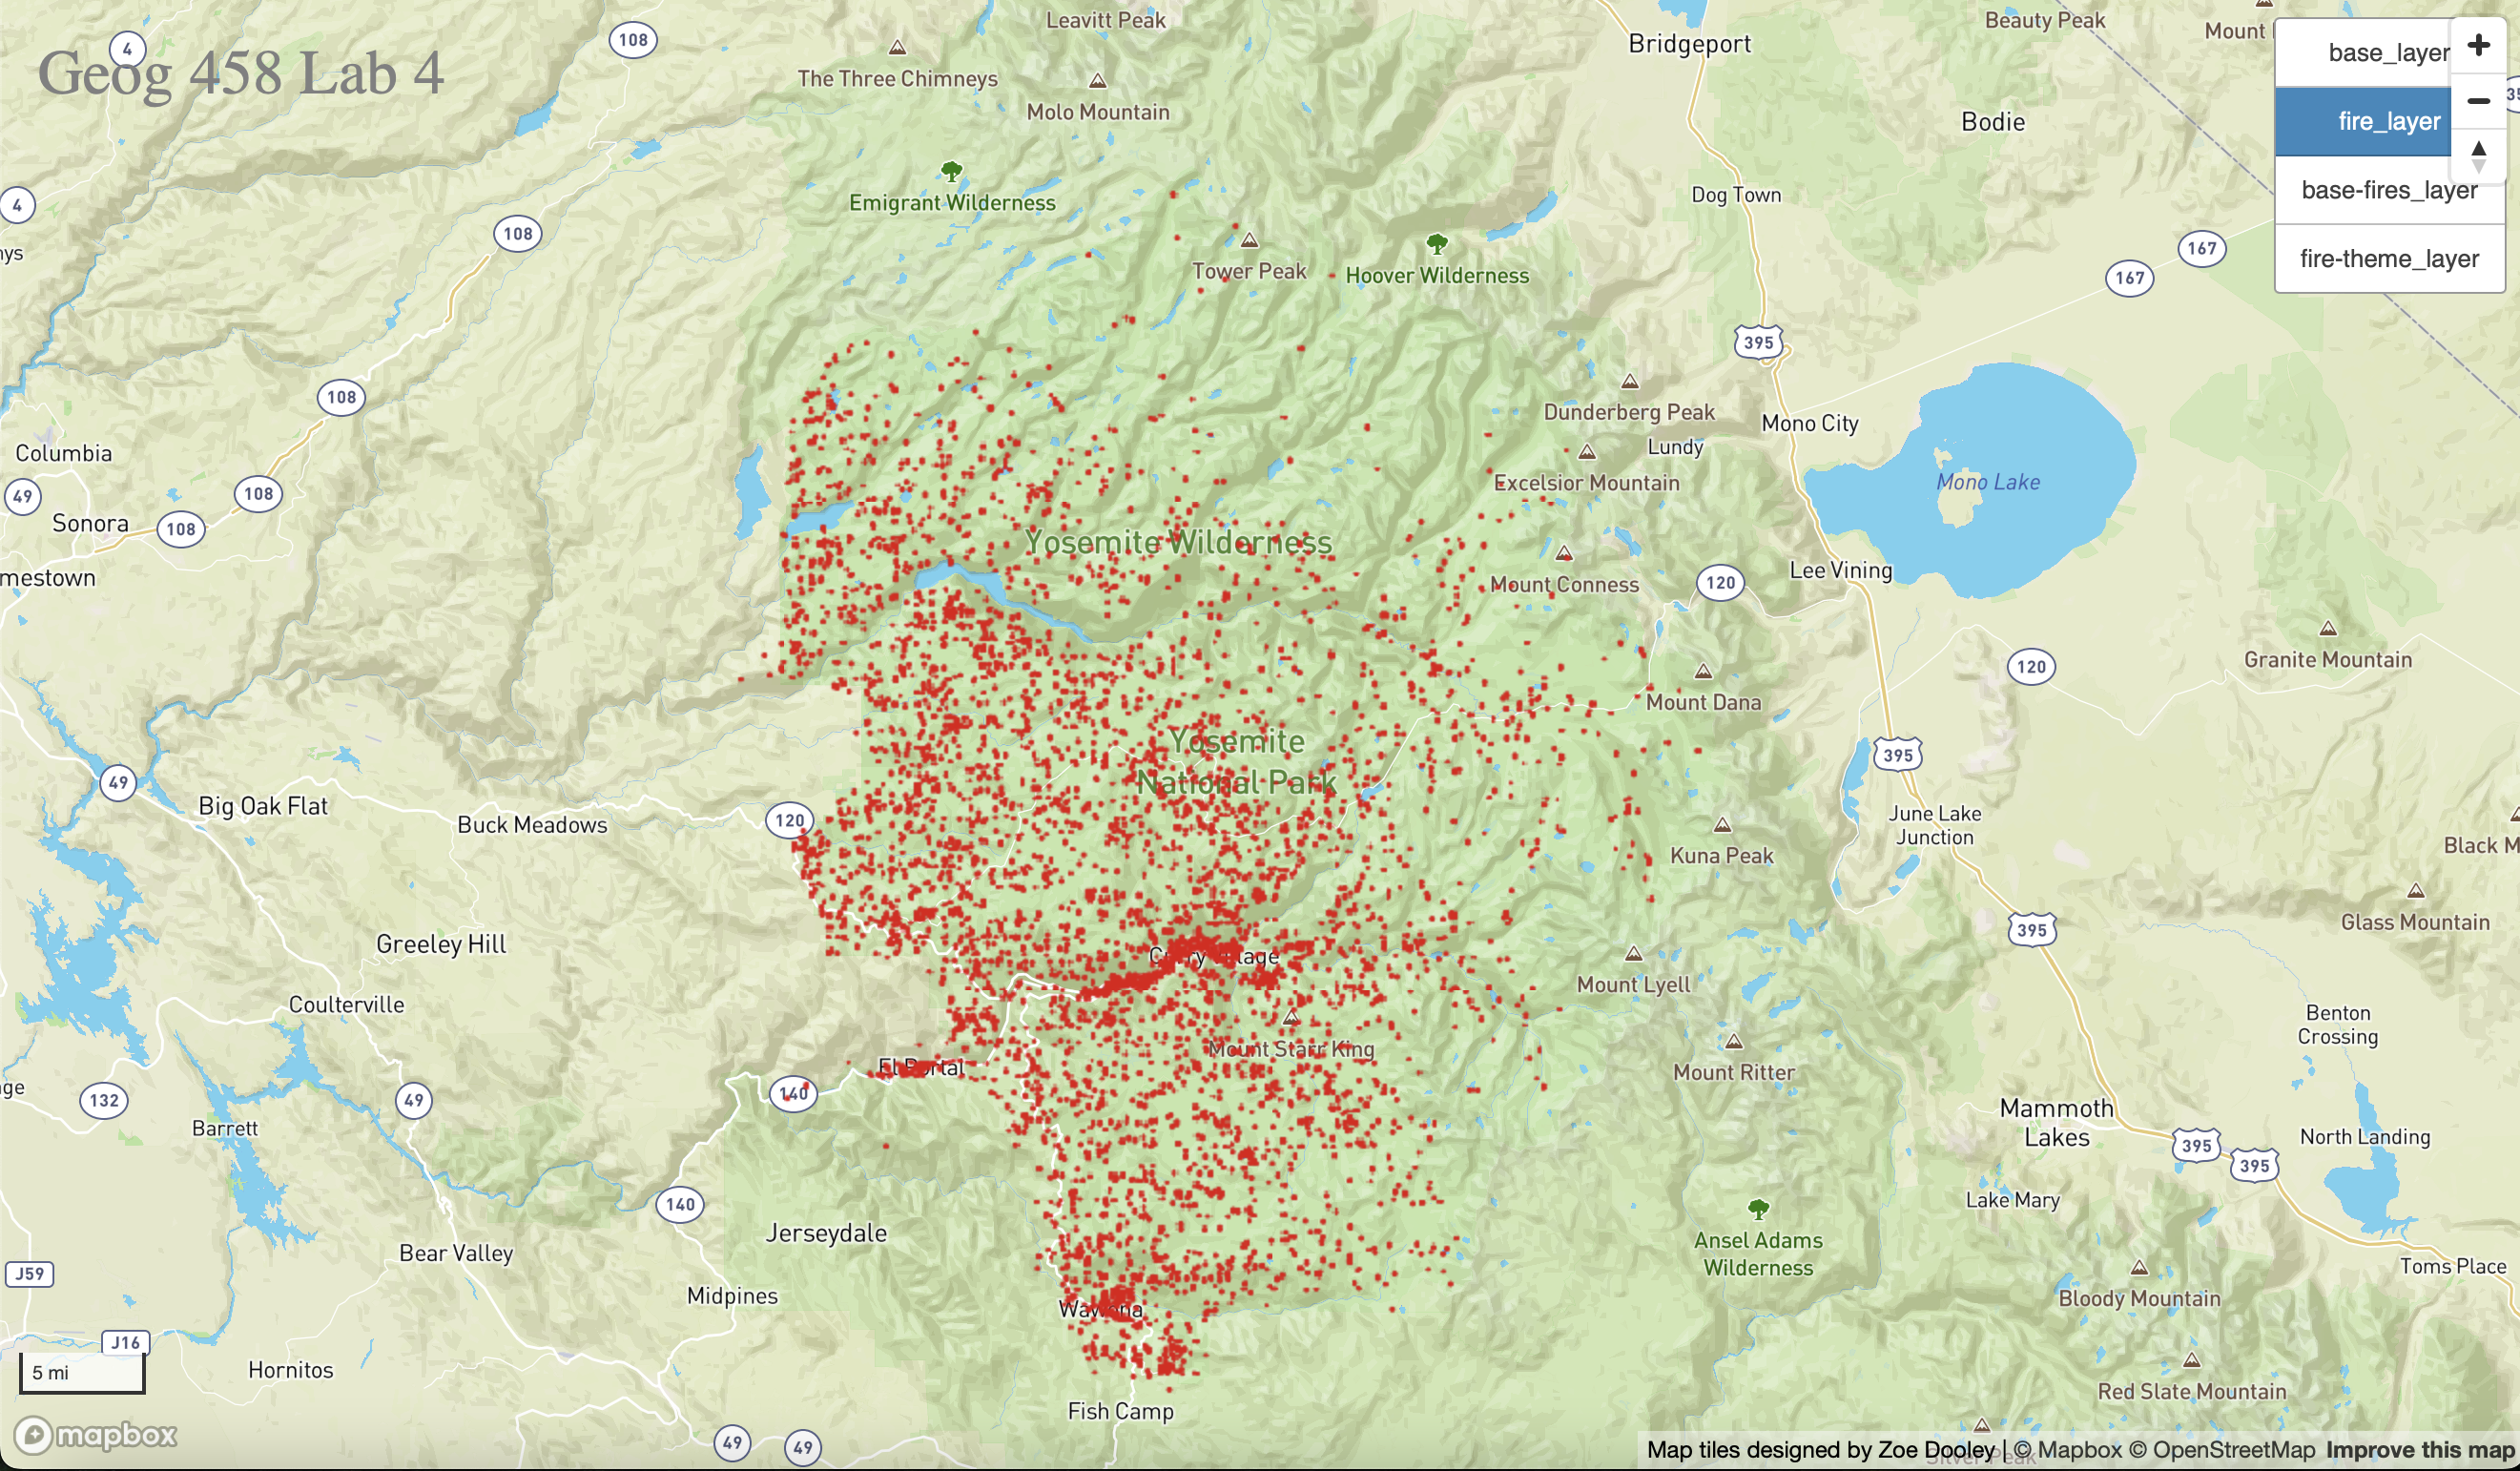 Geog 458 Lab 4
4
108
Leavitt Peak
The Three Chimneys
Molo Mountain
Bridgeport
Beauty Peak
Mount
base_layer
fire_layer
base-fires_layer
fire-theme_layer
+
−
Bodie
Dog Town
4
Emigrant Wilderness
108
Tower Peak
Hoover Wilderness
167
167
395
108
Dunderberg Peak
Lundy
Mono City
Columbia
Excelsior Mountain
Mono Lake
49
108
Sonora
108
Yosemite Wilderness
Mount Conness
120
Lee Vining
mestown
Granite Mountain
120
Mount Dana
Yosemite
National Park
49
Big Oak Flat
Buck Meadows
120
395
June Lake
Junction
Kuna Peak
Black M
Glass Mountain
395
Greeley Hill
Curry Village
Mount Lyell
Coulterville
Benton
Crossing
Mount Starr King
El Portal
Mount Ritter
132
49
140
Barrett
Mammoth
Lakes
395
395
North Landing
Lake Mary
140
Jerseydale
Ansel Adams
Wilderness
Bear Valley
J59
Toms Place
Midpines
Wawona
Bloody Mountain
J16
5 mi
Hornitos
Red Slate Mountain
Fish Camp
mapbox
49
49
Silver Peak
Map tiles designed by Zoe Dooley | © Mapbox © OpenStreetMap Improve this map